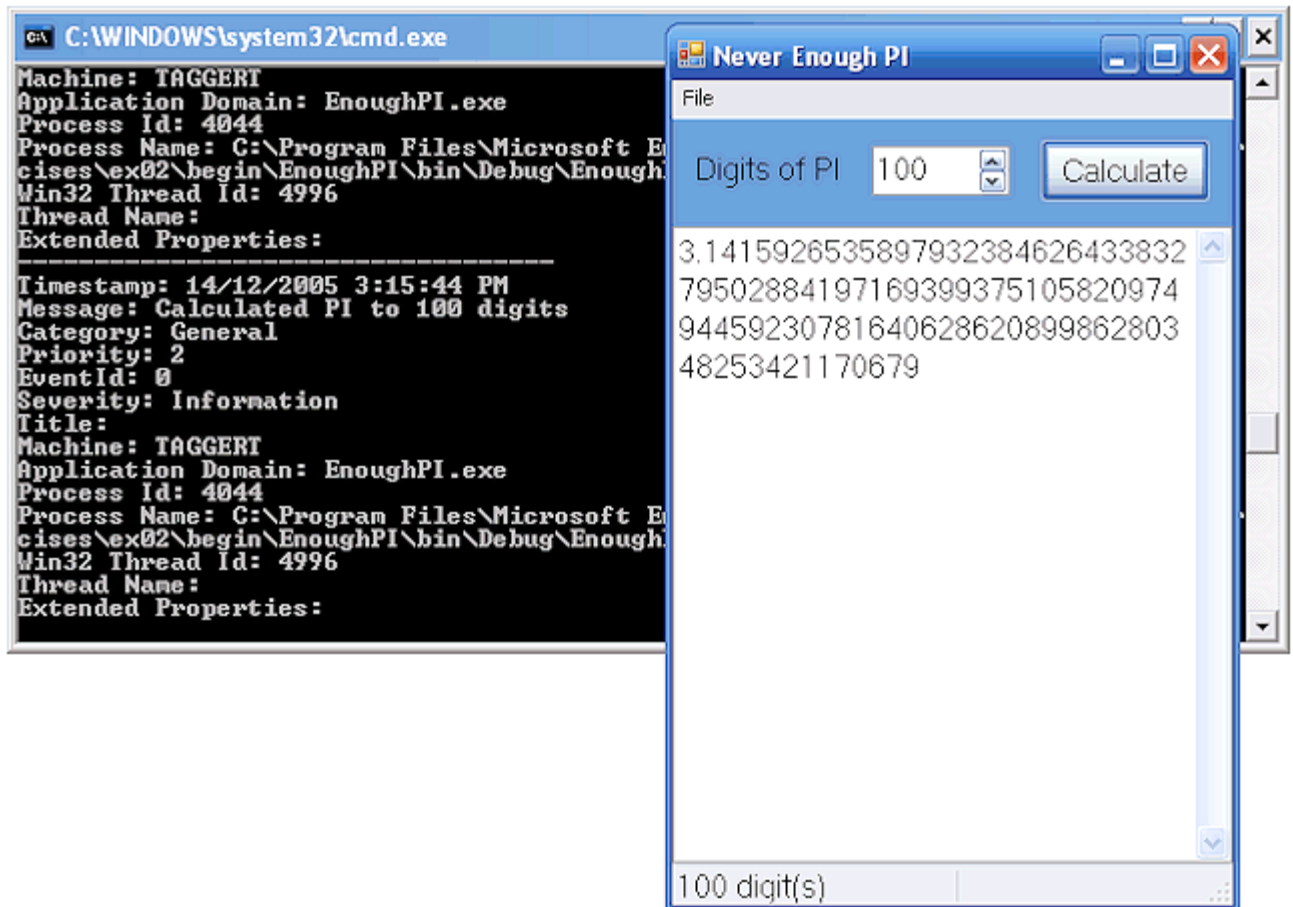 C:\WINDOWS\system32\cmd.exe
Machine: TAGGERT
Application Domain: EnoughPI.exe
Process Id: 4044
Process Name: C:\Program Files\Microsoft
cises\ex02\begin\EnoughPI\bin\Debug\Enough
Win32 Thread Id: 4996
Thread Name:
Extended Properties:
----------------------------------------
Timestamp: 14/12/2005 3:15:44 PM
Message: Calculated PI to 100 digits
Category: General
Priority: 2
EventId: 0
Severity: Information
Title:
Machine: TAGGERT
Application Domain: EnoughPI.exe
Process Id: 4044
Process Name: C:\Program Files\Microsoft
cises\ex02\begin\EnoughPI\bin\Debug\Enough
Win32 Thread Id: 4996
Thread Name:
Extended Properties:
Never Enough PI
File
Digits of PI 100 Calculate
3.1415926535897932384626433832
79502884197169399375105820974
94459230781640628620899862803
48253421170679
100 digit(s)